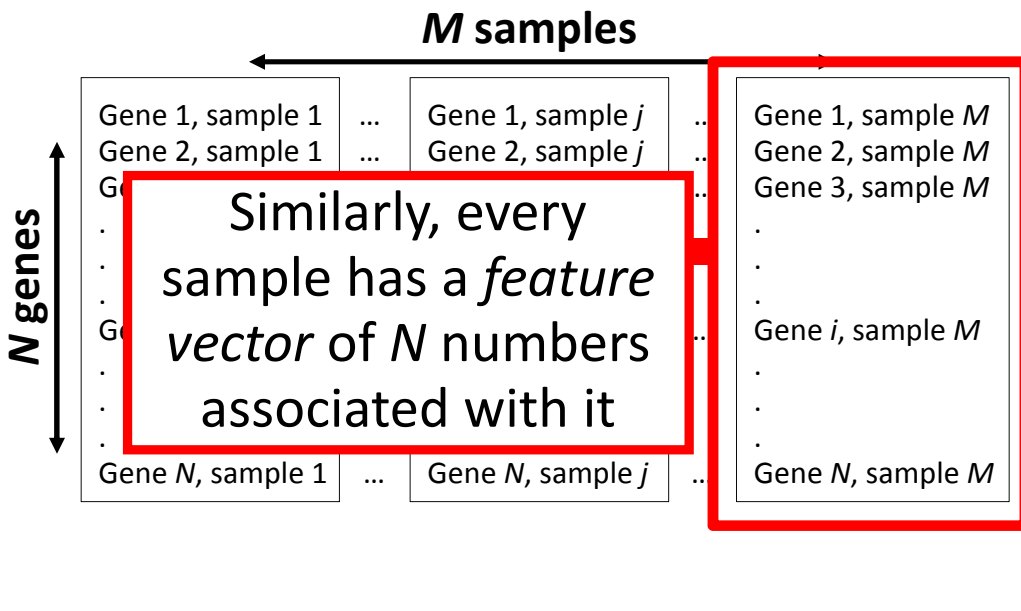 M samples
N genes
Gene 1, sample 1 ... Gene 1, sample j .. Gene 1, sample M
Gene 2, sample 1 ... Gene 2, sample j .. Gene 2, sample M
Ge .. Gene 3, sample M
. .
. .
. .
Ge .. Gene i, sample M
. .
. .
. .
Gene N, sample 1 ... Gene N, sample j ... Gene N, sample M
Similarly, every
sample has a feature
vector of N numbers
associated with it